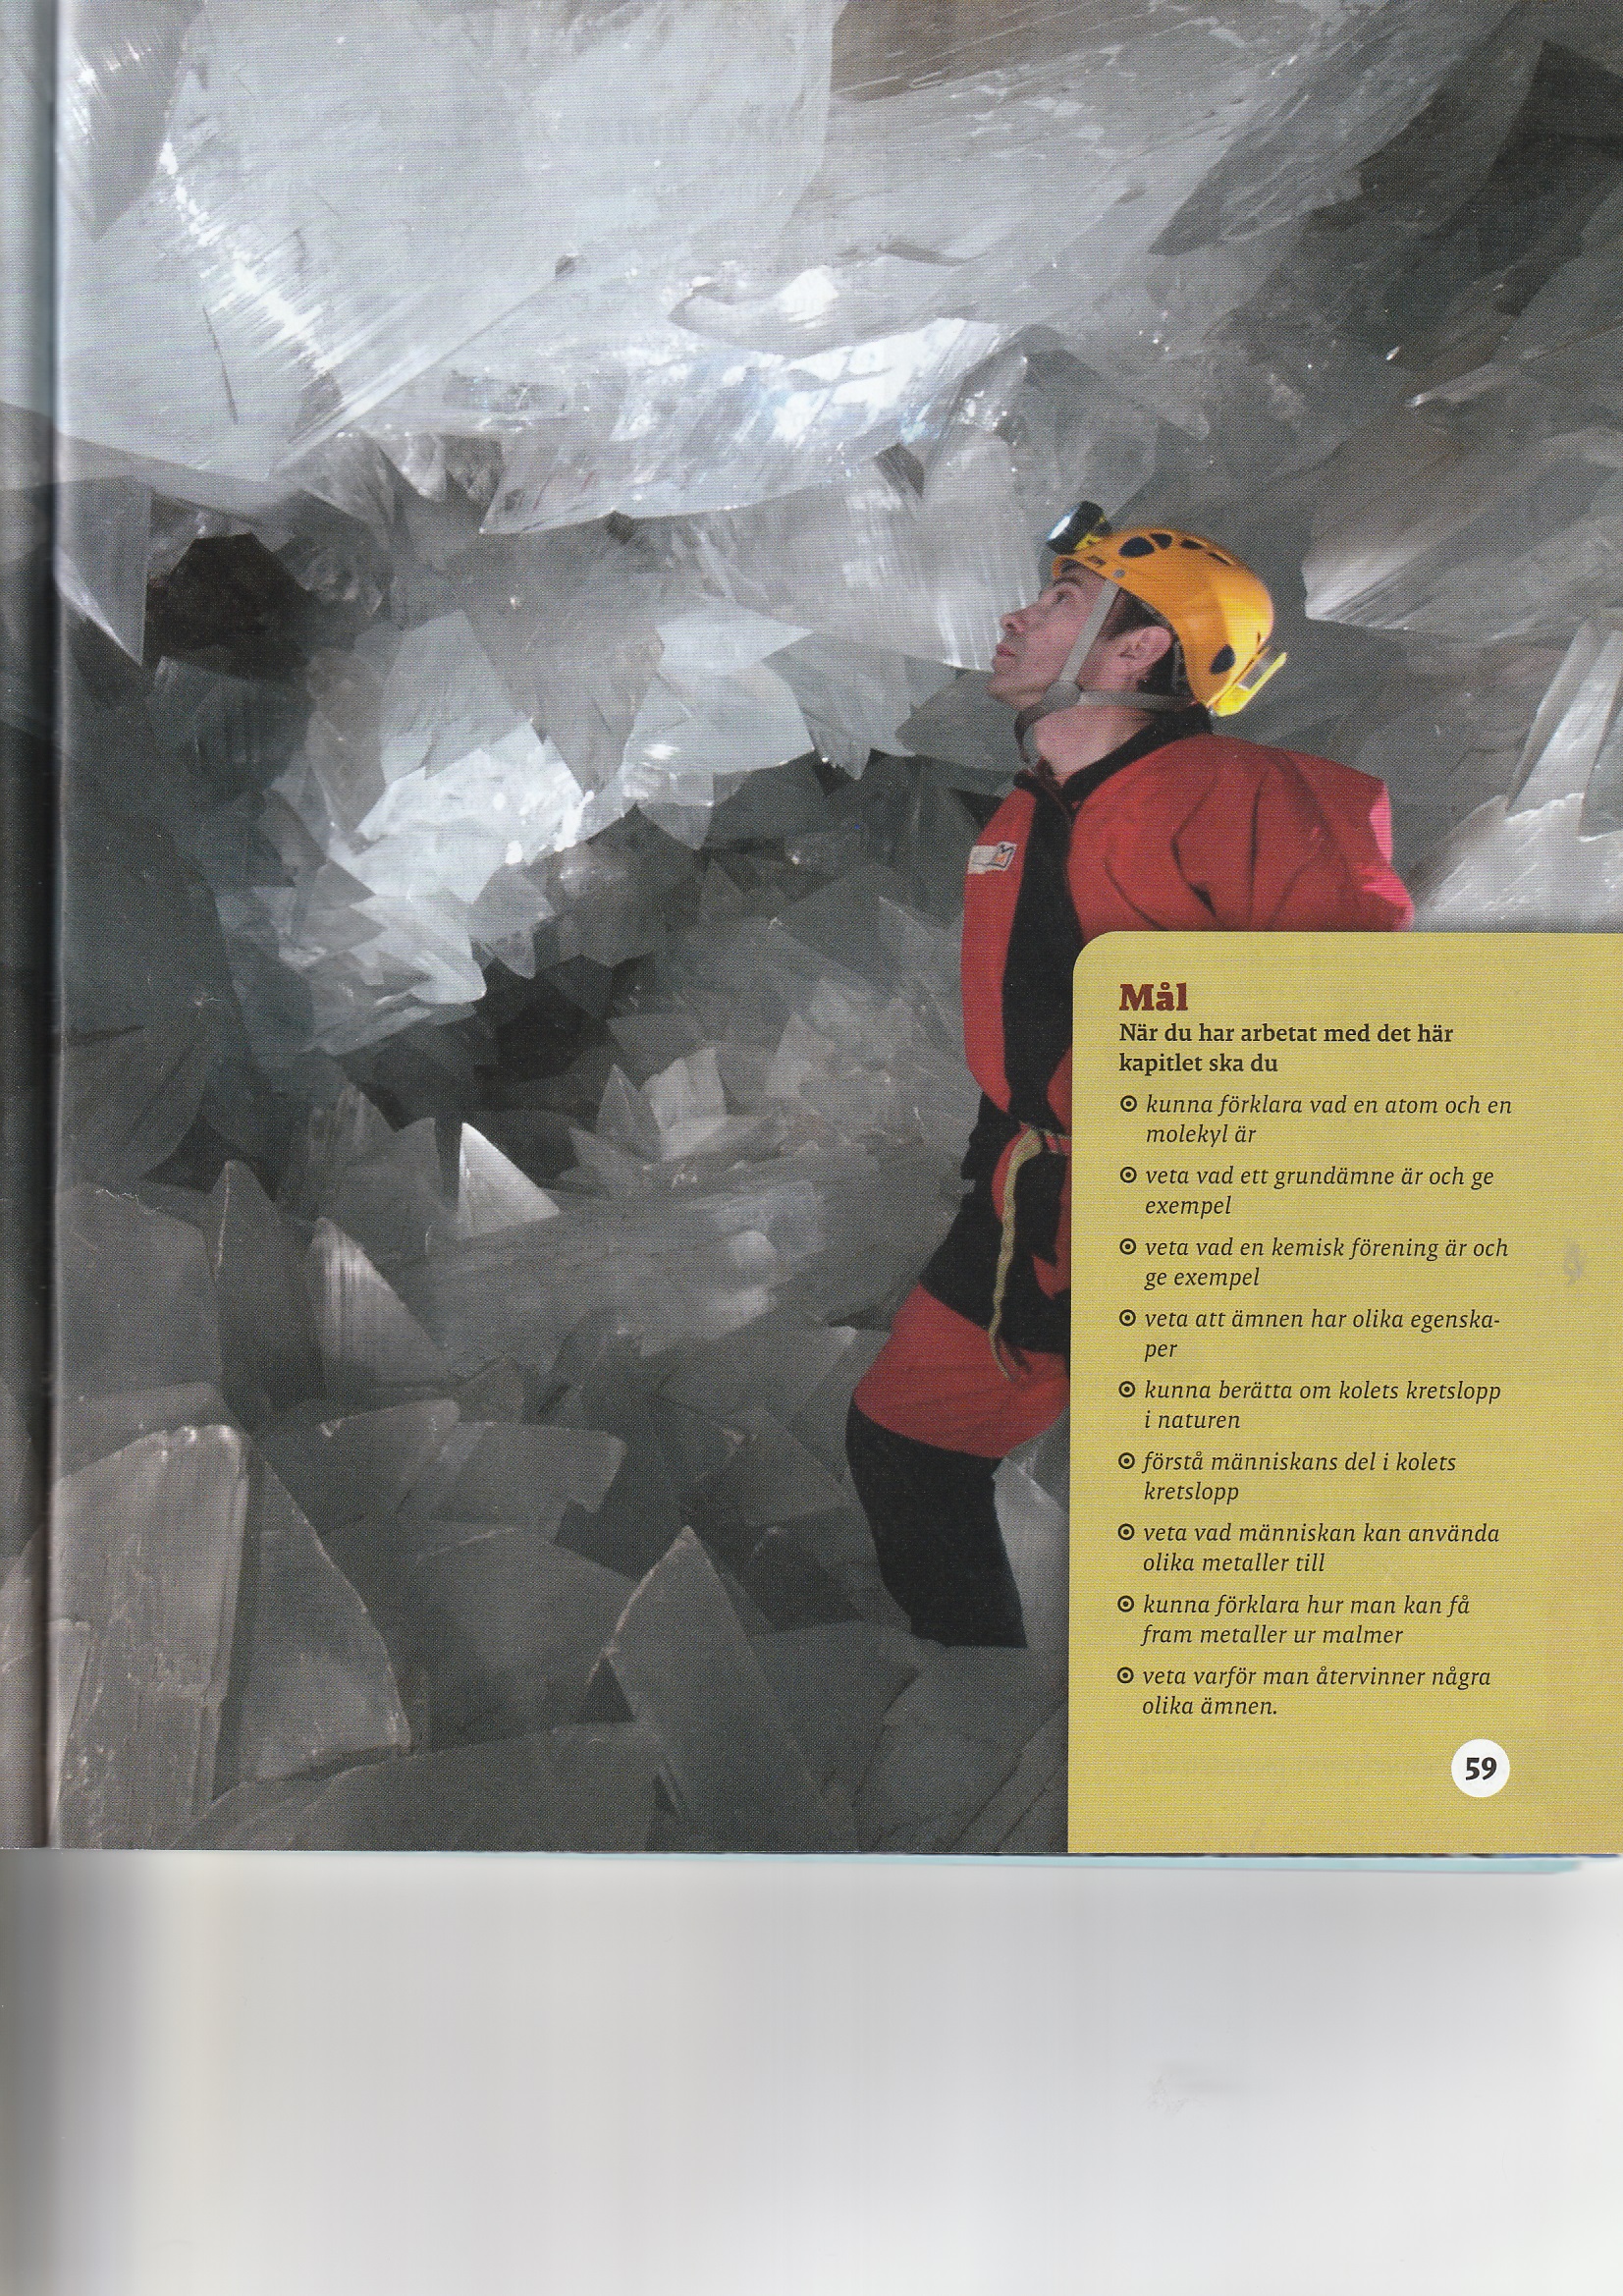 Mål
När du har arbetat med det här
kapitlet ska du
kunna förklara vad en atom och en
molekyl är
veta vad ett grundämne är och ge
exempel
veta vad en kemisk förening är och
ge exempel
veta att ämnen har olika egenska-
per
kunna berätta om kolets kretslopp
i naturen
förstå människans del i kolets
kretslopp
veta vad människan kan använda
olika metaller till
kunna förklara hur man kan få
fram metaller ur malmer
veta varför man återvinner några
olika ämnen.
59